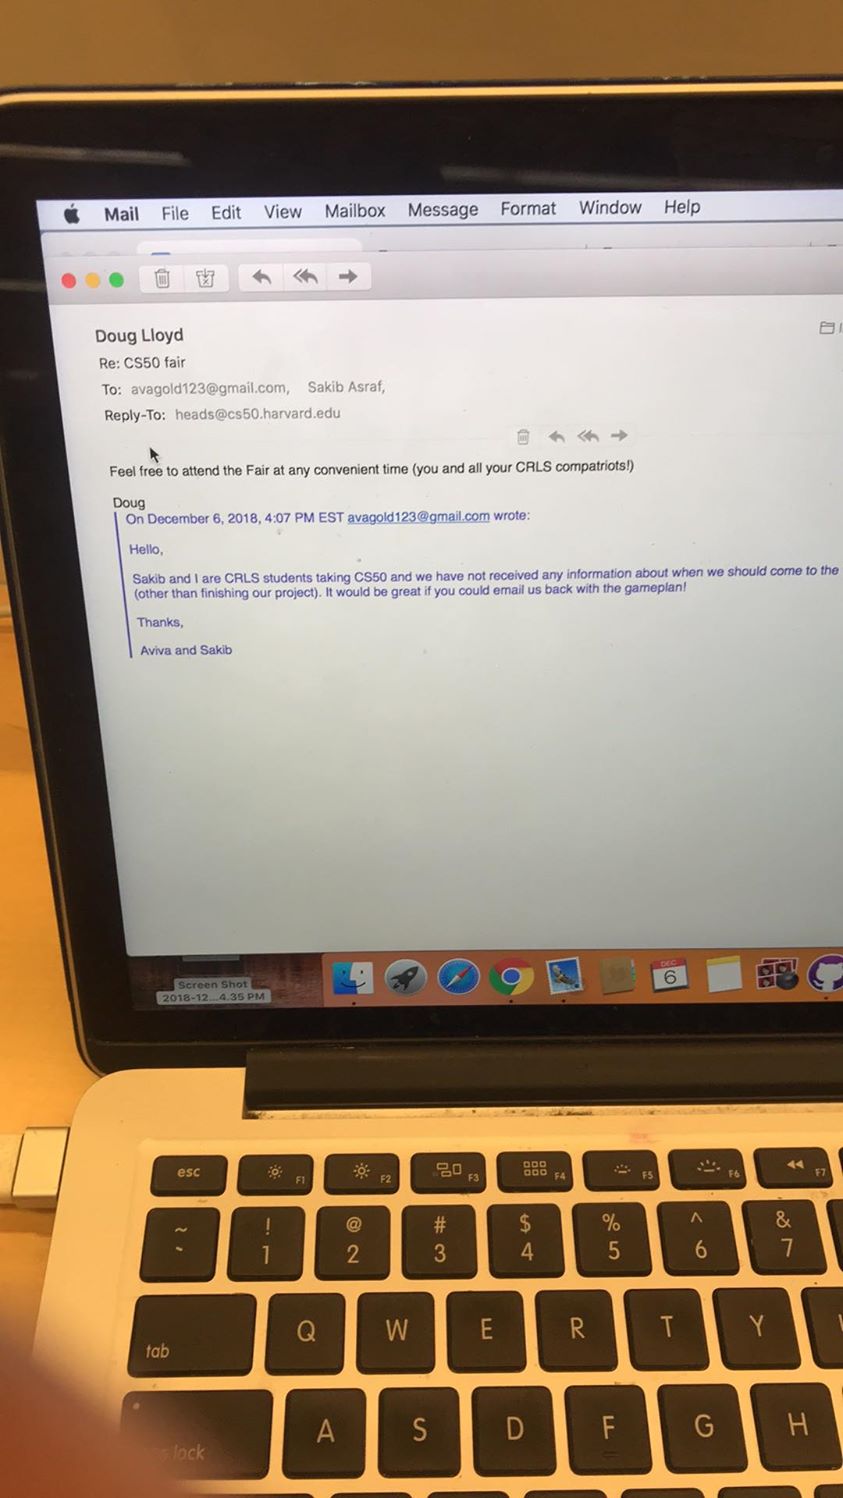 Mail File Edit View Mailbox Message Format Window Help
Doug Lloyd
Re: CS50 fair
To: avagold123@gmail.com, Sakib Asraf,
Reply-To: heads@cs50.harvard.edu
Feel free to attend the Fair at any convenient time (you and all your CRLS compatriots!)
Doug
On December 6, 2018, 4:07 PM EST avagold123@gmail.com wrote:
Hello,
Sakib and I are CRLS students taking CS50 and we have not received any information about when we should come to the
(other than finishing our project). It would be great if you could email us back with the gameplan!
Thanks,
Aviva and Sakib
Screen Shot
2018-12...4.35 PM
DEC
6
esc F1 F2 F3 F4 F5 F6 F7
~ ! @ # $ % ^ &
` 1 2 3 4 5 6 7
tab Q W E R T Y
lock A S D F G H